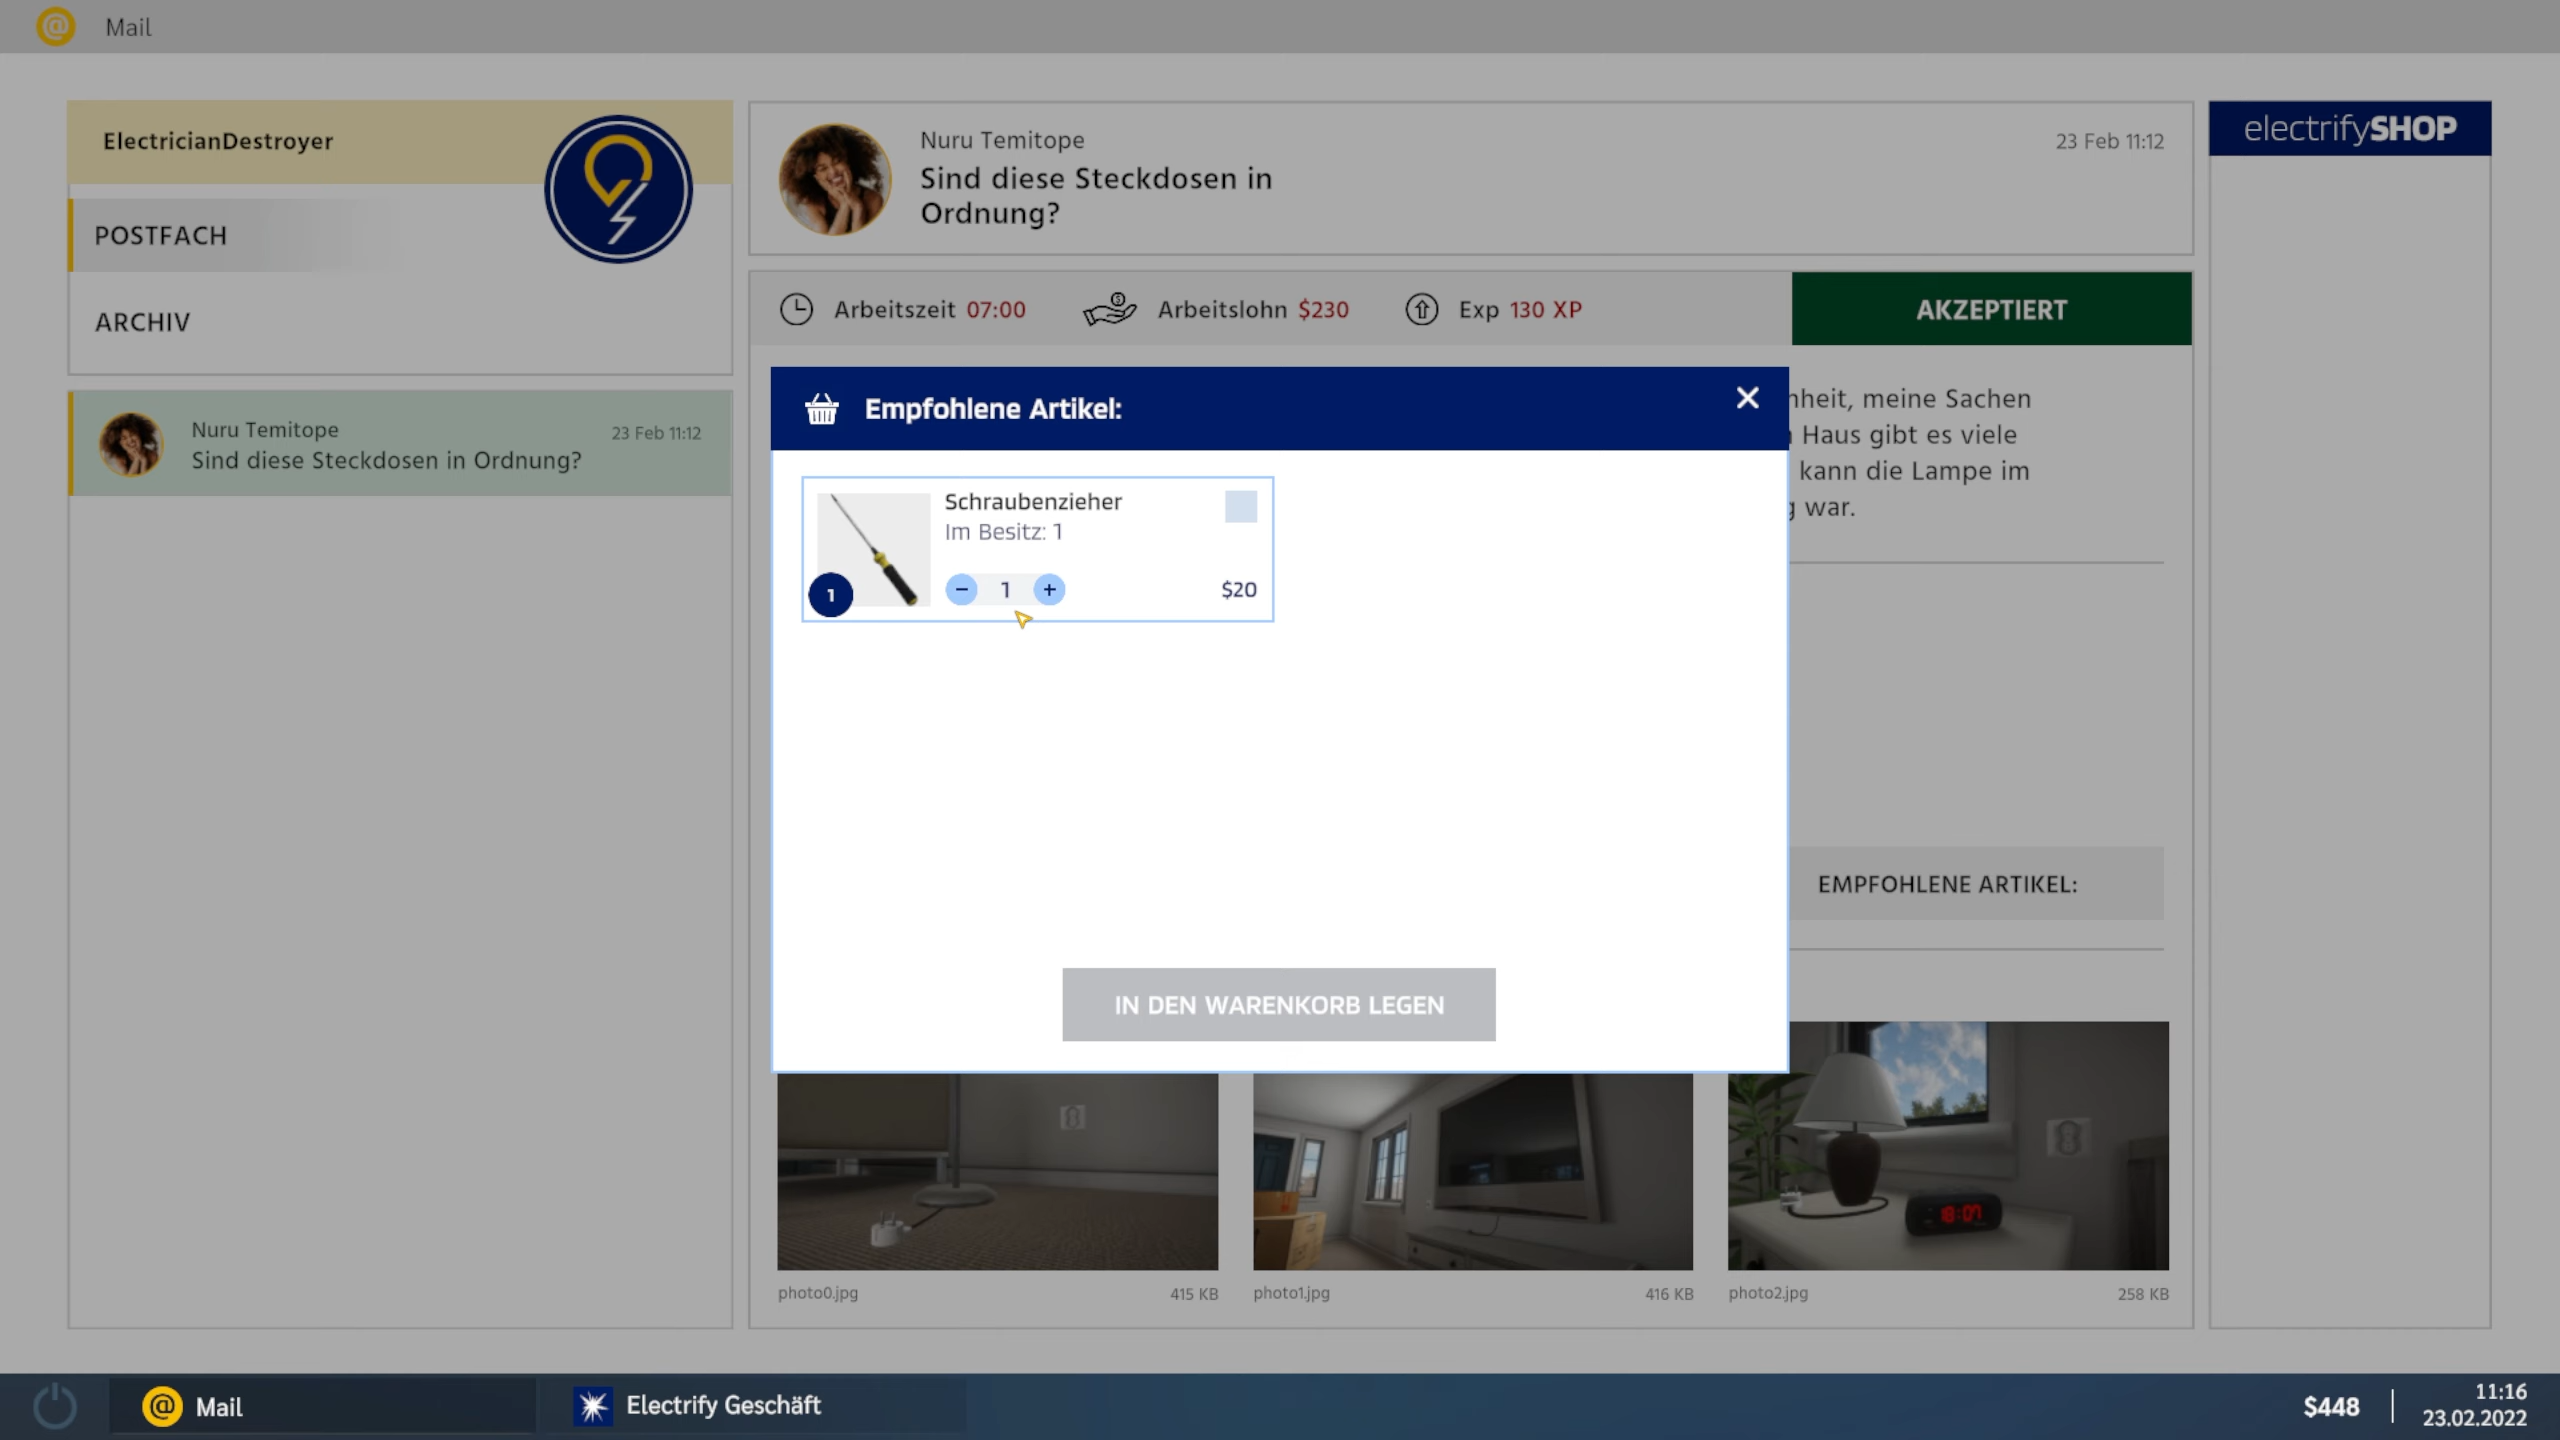 Mail
ElectricianDestroyer
POSTFACH
ARCHIV
Nuru Temitope
23 Feb 11:12
Sind diese Steckdosen in Ordnung?
Nuru Temitope
23 Feb 11:12
Sind diese Steckdosen in
Ordnung?
Arbeitszeit 07:00
Arbeitslohn $230
Exp 130 XP
AKZEPTIERT
nheit, meine Sachen
Haus gibt es viele
kann die Lampe im
war.
Empfohlene Artikel:
Schraubenzieher
Im Besitz: 1
1
− 1 +
$20
IN DEN WARENKORB LEGEN
EMPFOHLENE ARTIKEL:
18:07
photo0.jpg
415 KB
photo1.jpg
416 KB
photo2.jpg
258 KB
electrifySHOP
Mail
Electrify Geschäft
$448
11:16
23.02.2022